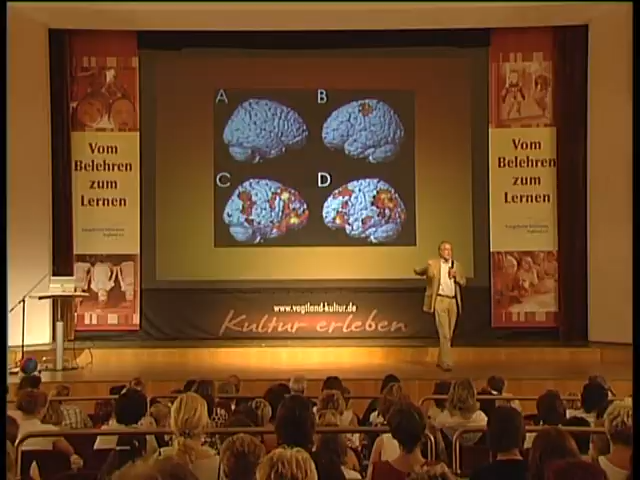 A
B
C
D
Vom
Belehren
zum
Lernen
Vom
Belehren
zum
Lernen
www.vogtland-kultur.de
Kultur erleben